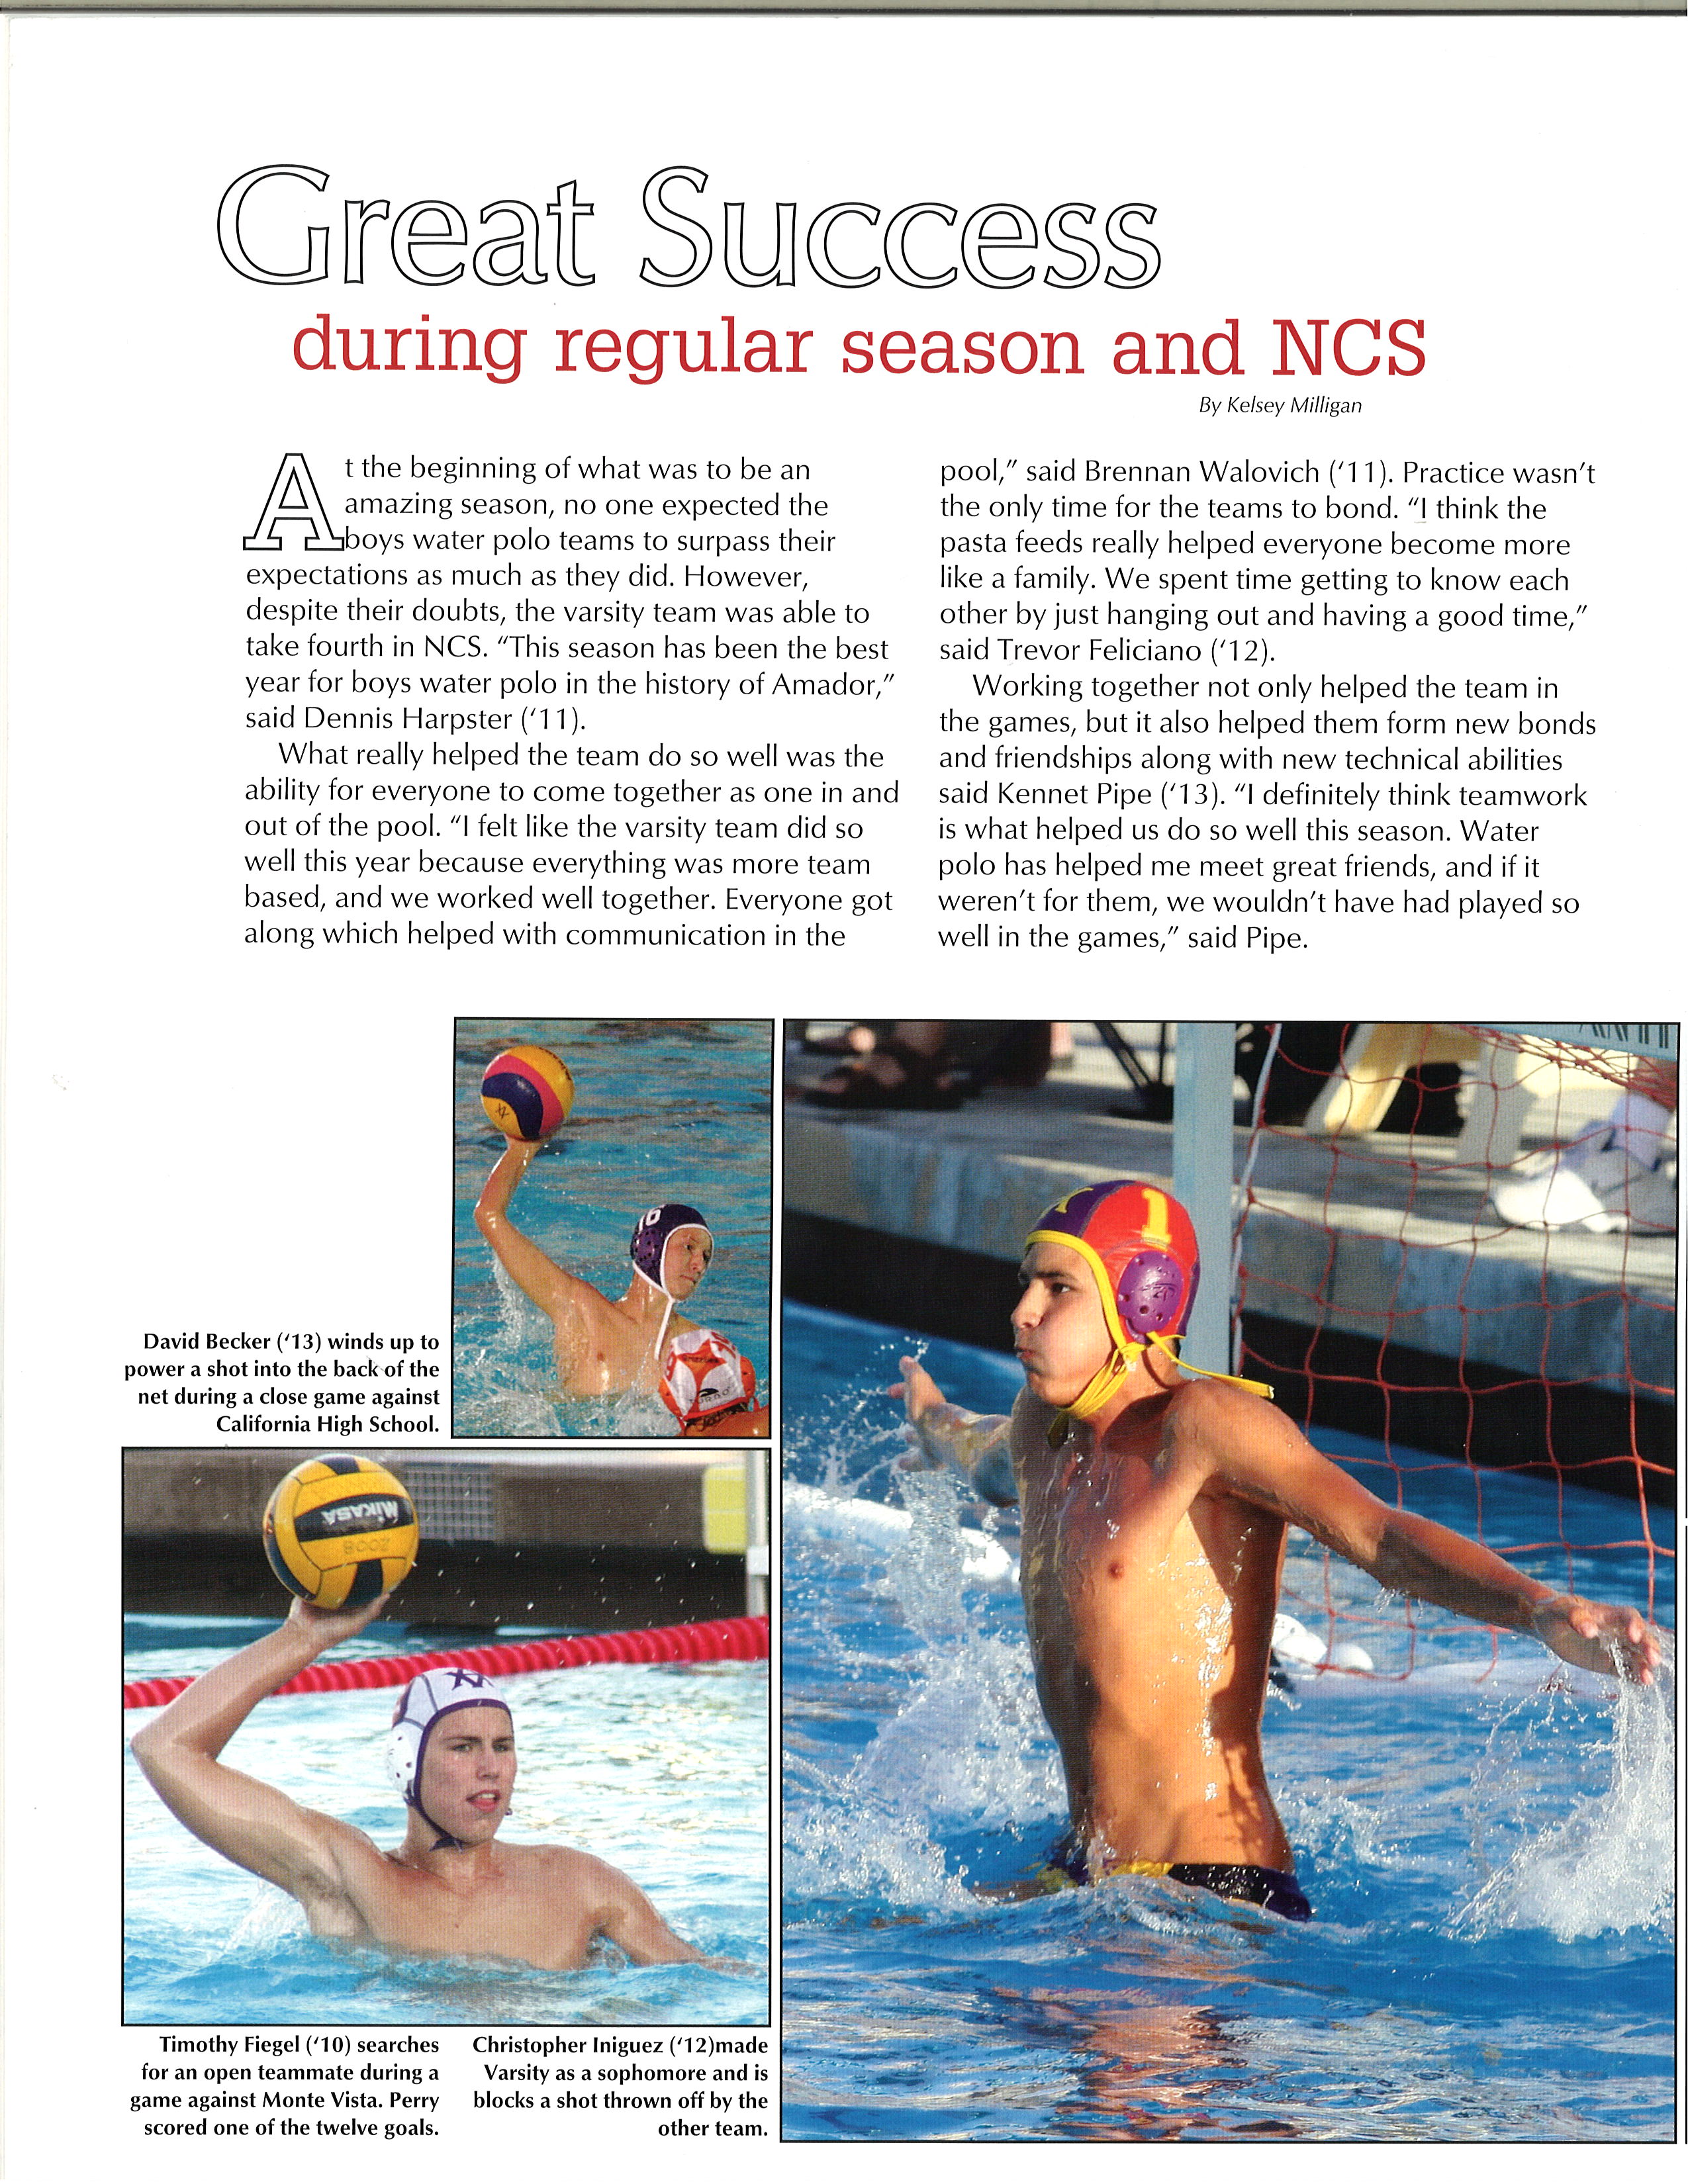 Great Success
during regular season and NCS
By Kelsey Milligan
At the beginning of what was to be an
amazing season, no one expected the
boys water polo teams to surpass their
expectations as much as they did. However,
despite their doubts, the varsity team was able to
take fourth in NCS. “This season has been the best
year for boys water polo in the history of Amador,”
said Dennis Harpster (‘11).
What really helped the team do so well was the
ability for everyone to come together as one in and
out of the pool. “I felt like the varsity team did so
well this year because everything was more team
based, and we worked well together. Everyone got
along which helped with communication in the
pool,” said Brennan Walovich (‘11). Practice wasn’t
the only time for the teams to bond. “I think the
pasta feeds really helped everyone become more
like a family. We spent time getting to know each
other by just hanging out and having a good time,”
said Trevor Feliciano (‘12).
Working together not only helped the team in
the games, but it also helped them form new bonds
and friendships along with new technical abilities
said Kennet Pipe (‘13). “I definitely think teamwork
is what helped us do so well this season. Water
polo has helped me meet great friends, and if it
weren’t for them, we wouldn’t have had played so
well in the games,” said Pipe.
16
1
David Becker (‘13) winds up to
power a shot into the back of the
net during a close game against
California High School.
MIKASA
2008
Timothy Fiegel (‘10) searches
for an open teammate during a
game against Monte Vista. Perry
scored one of the twelve goals.
Christopher Iniguez (‘12)made
Varsity as a sophomore and is
blocks a shot thrown off by the
other team.